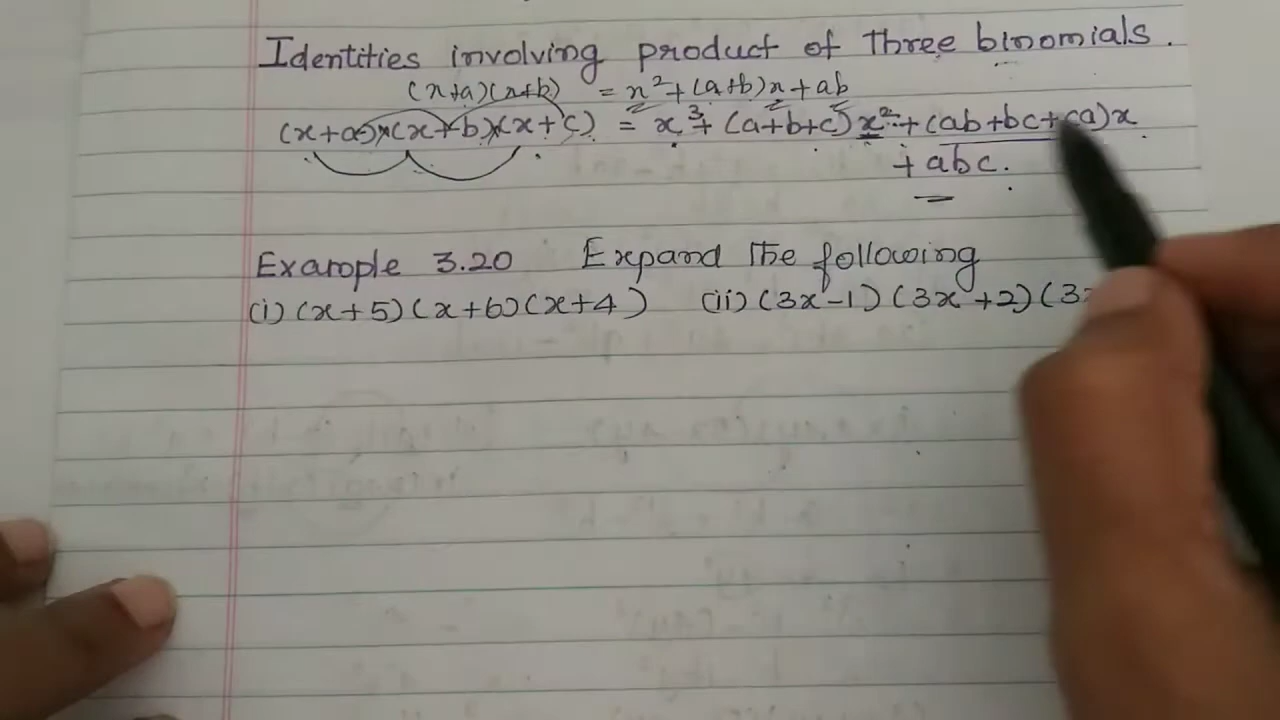 Identities involving product of three binomials.
(x+a)(x+b) = x²+(a+b)x+ab
(x+a)×(x+b)×(x+c) = x³+(a+b+c)x²+(ab+bc+ca)x
+abc.
Example 3.20 Expand the following
(i)(x+5)(x+6)(x+4) (ii)(3x-1)(3x+2)(3